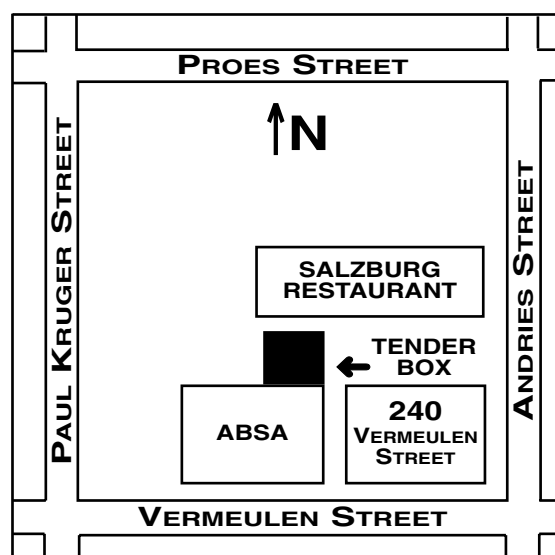 PROES STREET
N
PAUL KRUGER STREET
ANDRIES STREET
SALZBURG
RESTAURANT
TENDER
BOX
ABSA
240
VERMEULEN
STREET
VERMEULEN STREET